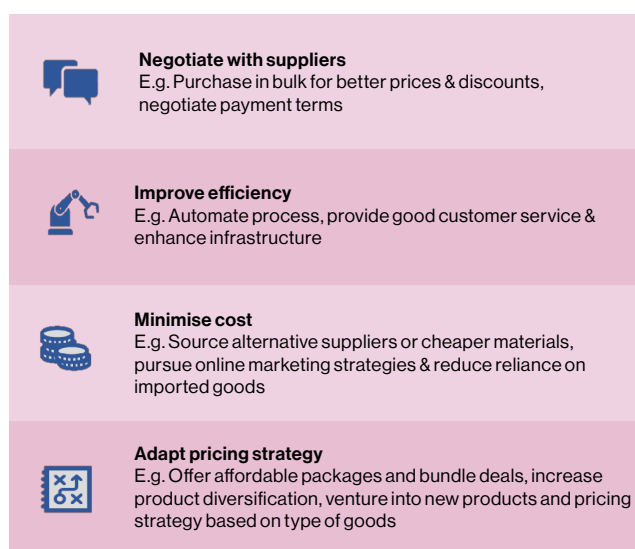 Negotiate with suppliers
E.g. Purchase in bulk for better prices & discounts,
negotiate payment terms
Improve efficiency
E.g. Automate process, provide good customer service &
enhance infrastructure
Minimise cost
E.g. Source alternative suppliers or cheaper materials,
pursue online marketing strategies & reduce reliance on
imported goods
Adapt pricing strategy
E.g. Offer affordable packages and bundle deals, increase
product diversification, venture into new products and pricing
strategy based on type of goods